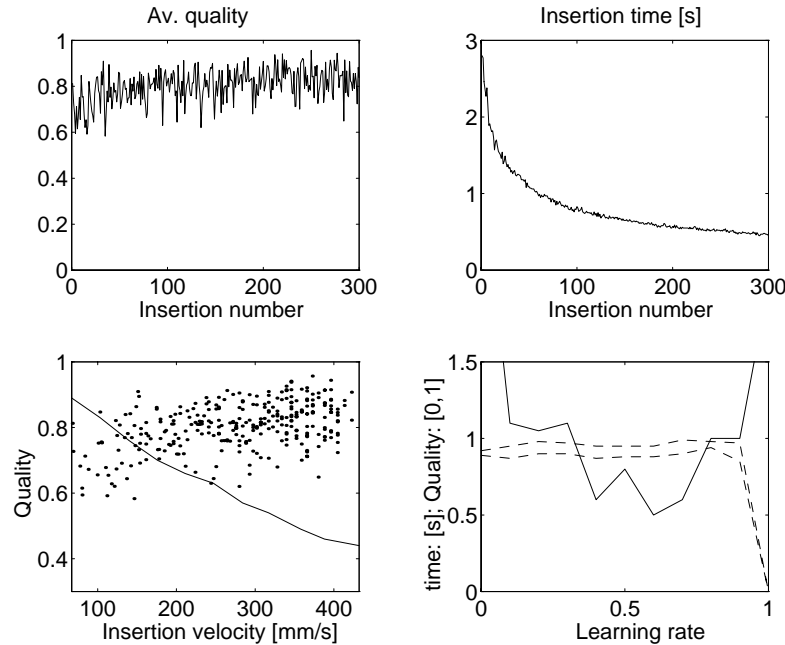 Av. quality
1
0.8
0.6
0.4
0.2
0
0 100 200 300
Insertion number
Insertion time [s]
3
2
1
0
0 100 200 300
Insertion number
1
0.8
0.6
0.4
Quality
100 200 300 400
Insertion velocity [mm/s]
1.5
1
0.5
0
time: [s]; Quality: [0,1]
0 0.5 1
Learning rate